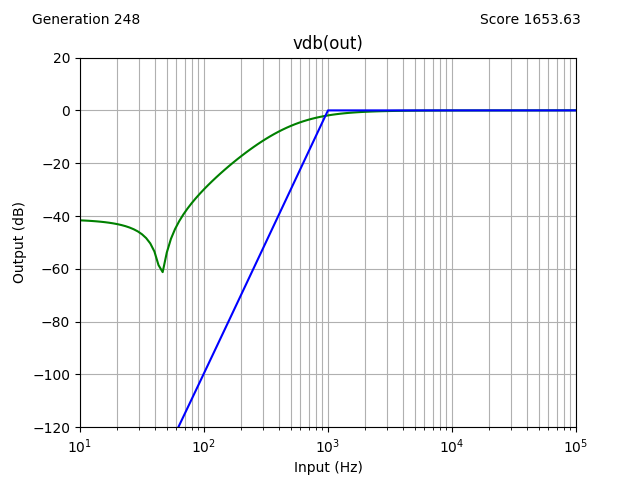 Generation 248
Score 1653.63
vdb(out)
20
0
−20
−40
−60
−80
−100
−120
Output (dB)
10¹
10²
10³
10⁴
10⁵
Input (Hz)